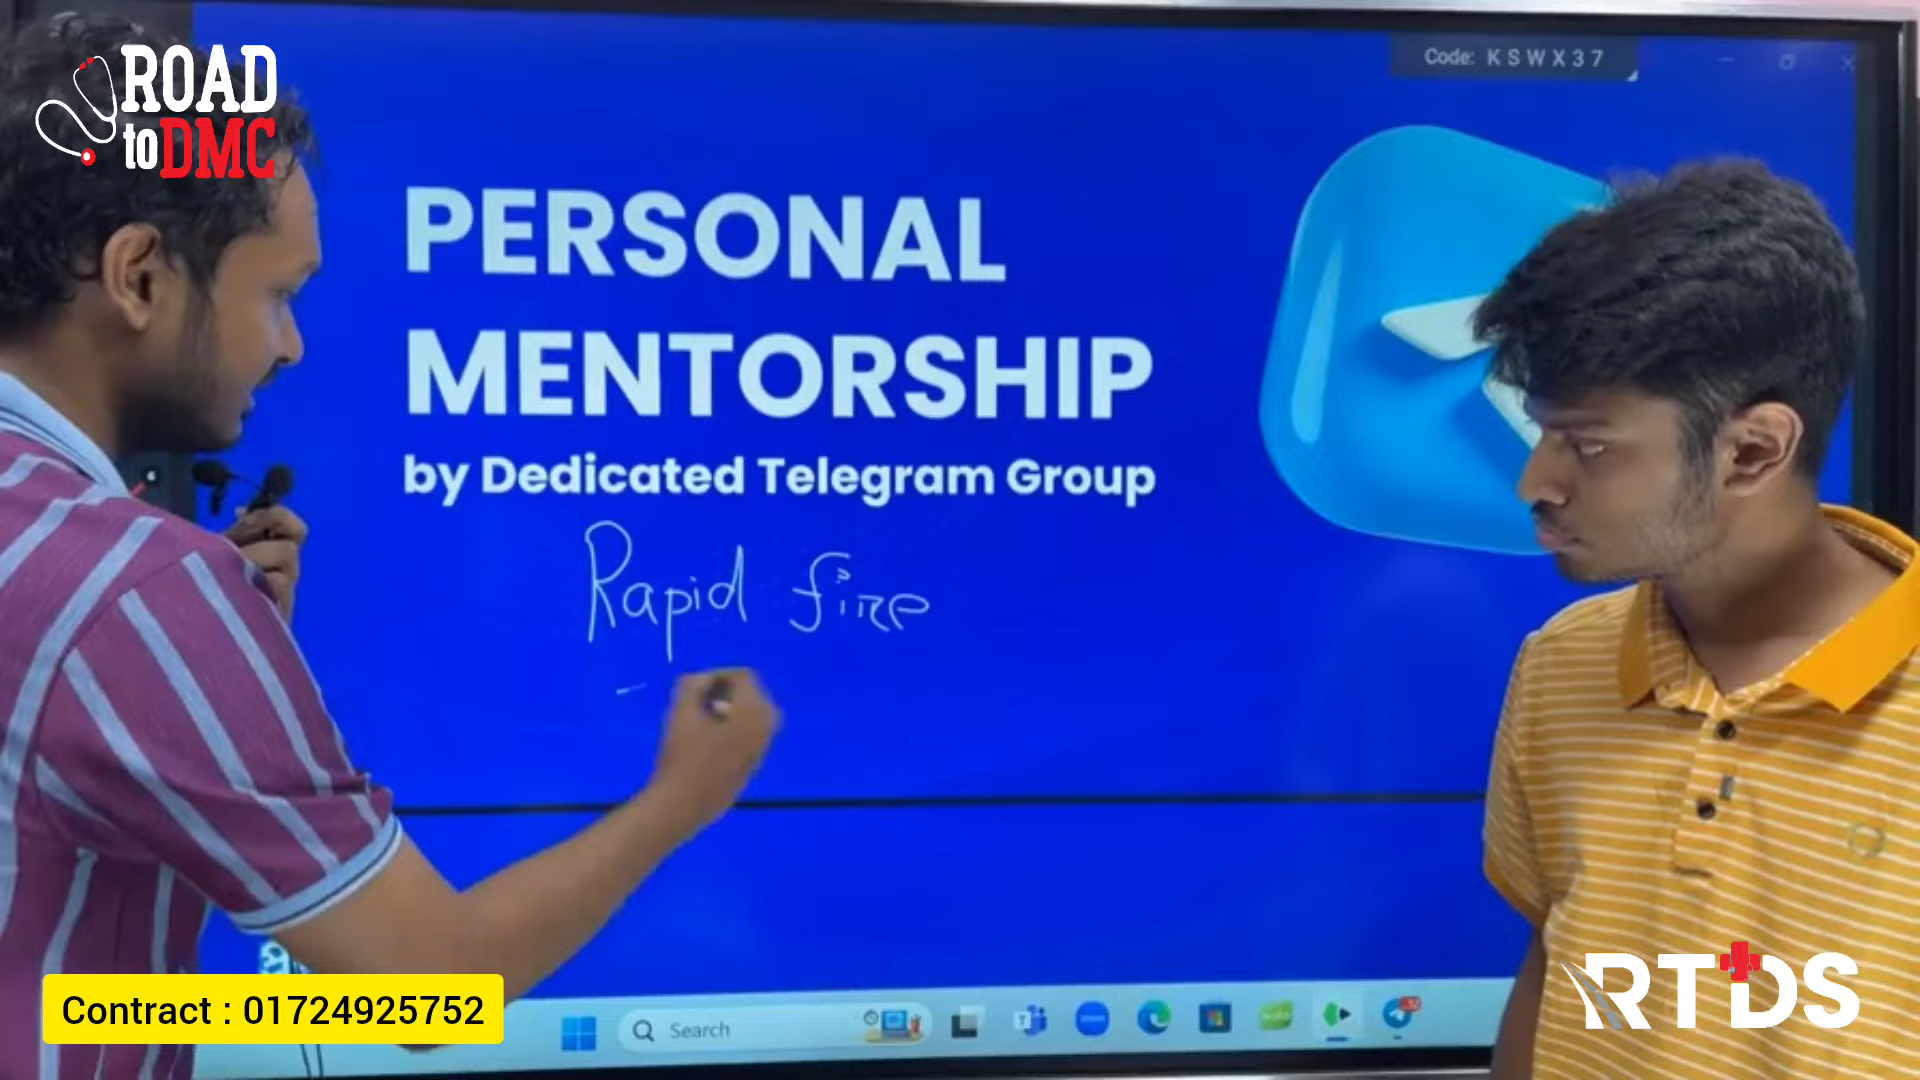 ROAD
to DMC
Code: KSWX37
PERSONAL
MENTORSHIP
by Dedicated Telegram Group
Rapid fire
Contract : 01724925752
Search
RTDS